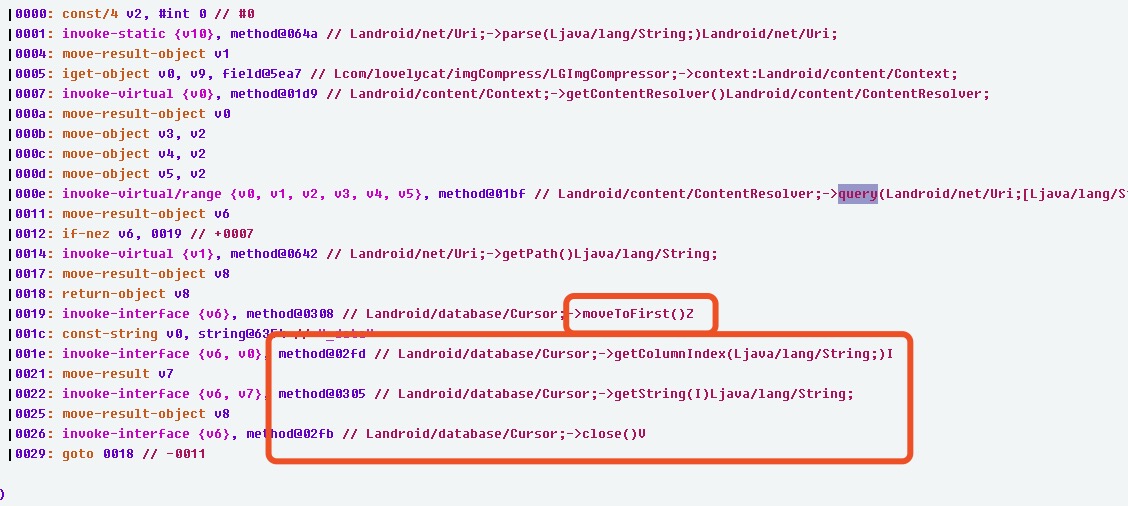 |0000: const/4 v2, #int 0 // #0
|0001: invoke-static {v10}, method@064a // Landroid/net/Uri;->parse(Ljava/lang/String;)Landroid/net/Uri;
|0004: move-result-object v1
|0005: iget-object v0, v9, field@5ea7 // Lcom/lovelycat/imgCompress/LGImgCompressor;->context:Landroid/content/Context;
|0007: invoke-virtual {v0}, method@01d9 // Landroid/content/Context;->getContentResolver()Landroid/content/ContentResolver;
|000a: move-result-object v0
|000b: move-object v3, v2
|000c: move-object v4, v2
|000d: move-object v5, v2
|000e: invoke-virtual/range {v0, v1, v2, v3, v4, v5}, method@01bf // Landroid/content/ContentResolver;->query(Landroid/net/Uri;[Ljava/lang/S
|0011: move-result-object v6
|0012: if-nez v6, 0019 // +0007
|0014: invoke-virtual {v1}, method@0642 // Landroid/net/Uri;->getPath()Ljava/lang/String;
|0017: move-result-object v8
|0018: return-object v8
|0019: invoke-interface {v6}, method@0308 // Landroid/database/Cursor;->moveToFirst()Z
|001c: const-string v0,
|001e: invoke-interface {v6, v0}, method@02fd // Landroid/database/Cursor;->getColumnIndex(Ljava/lang/String;)I
|0021: move-result v7
|0022: invoke-interface {v6, v7}, method@0305 // Landroid/database/Cursor;->getString(I)Ljava/lang/String;
|0025: move-result-object v8
|0026: invoke-interface {v6}, method@02fb // Landroid/database/Cursor;->close()V
|0029: goto 0018 // -0011
)